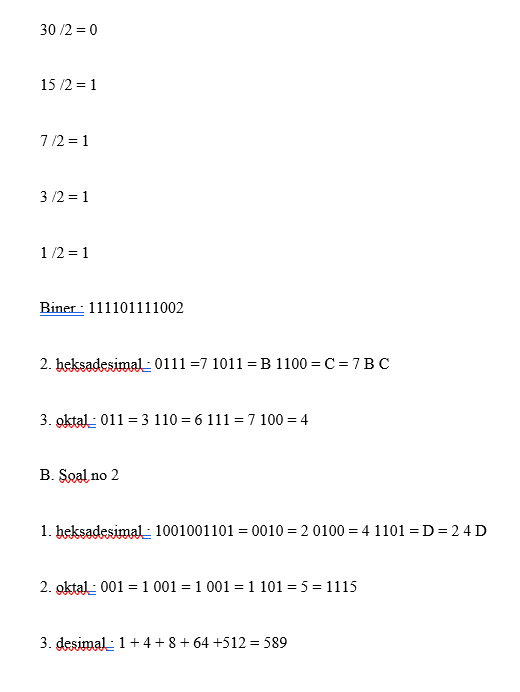 30 /2 = 0
15 /2 = 1
7 /2 = 1
3 /2 = 1
1 /2 = 1
Biner : 111101111002
2. heksadesimal : 0111 =7 1011 = B 1100 = C = 7 B C
3. oktal : 011 = 3 110 = 6 111 = 7 100 = 4
B. Soal no 2
1. heksadesimal : 1001001101 = 0010 = 2 0100 = 4 1101 = D = 2 4 D
2. oktal : 001 = 1 001 = 1 001 = 1 101 = 5 = 1115
3. desimal : 1 + 4 + 8 + 64 +512 = 589